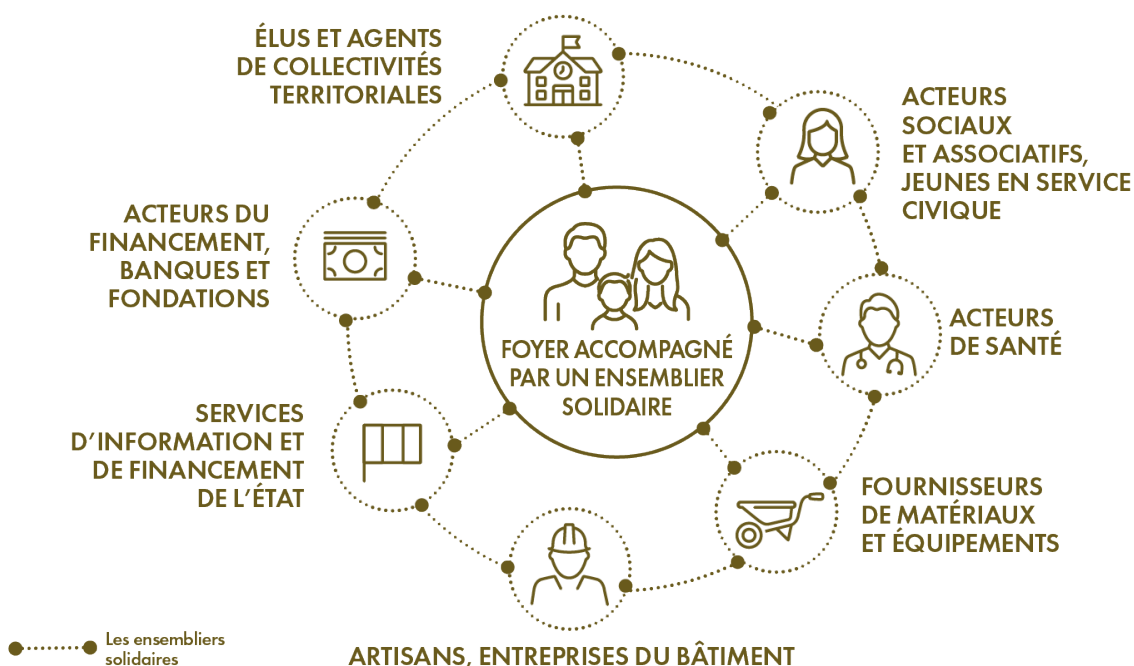 ÉLUS ET AGENTS
DE COLLECTIVITÉS
TERRITORIALES
ACTEURS
SOCIAUX
ET ASSOCIATIFS,
JEUNES EN SERVICE
CIVIQUE
ACTEURS DU
FINANCEMENT,
BANQUES ET
FONDATIONS
FOYER ACCOMPAGNÉ
PAR UN ENSEMBLIER
SOLIDAIRE
ACTEURS
DE SANTÉ
SERVICES
D’INFORMATION ET
DE FINANCEMENT
DE L’ÉTAT
FOURNISSEURS
DE MATÉRIAUX
ET ÉQUIPEMENTS
ARTISANS, ENTREPRISES DU BÂTIMENT
Les ensembliers
solidaires